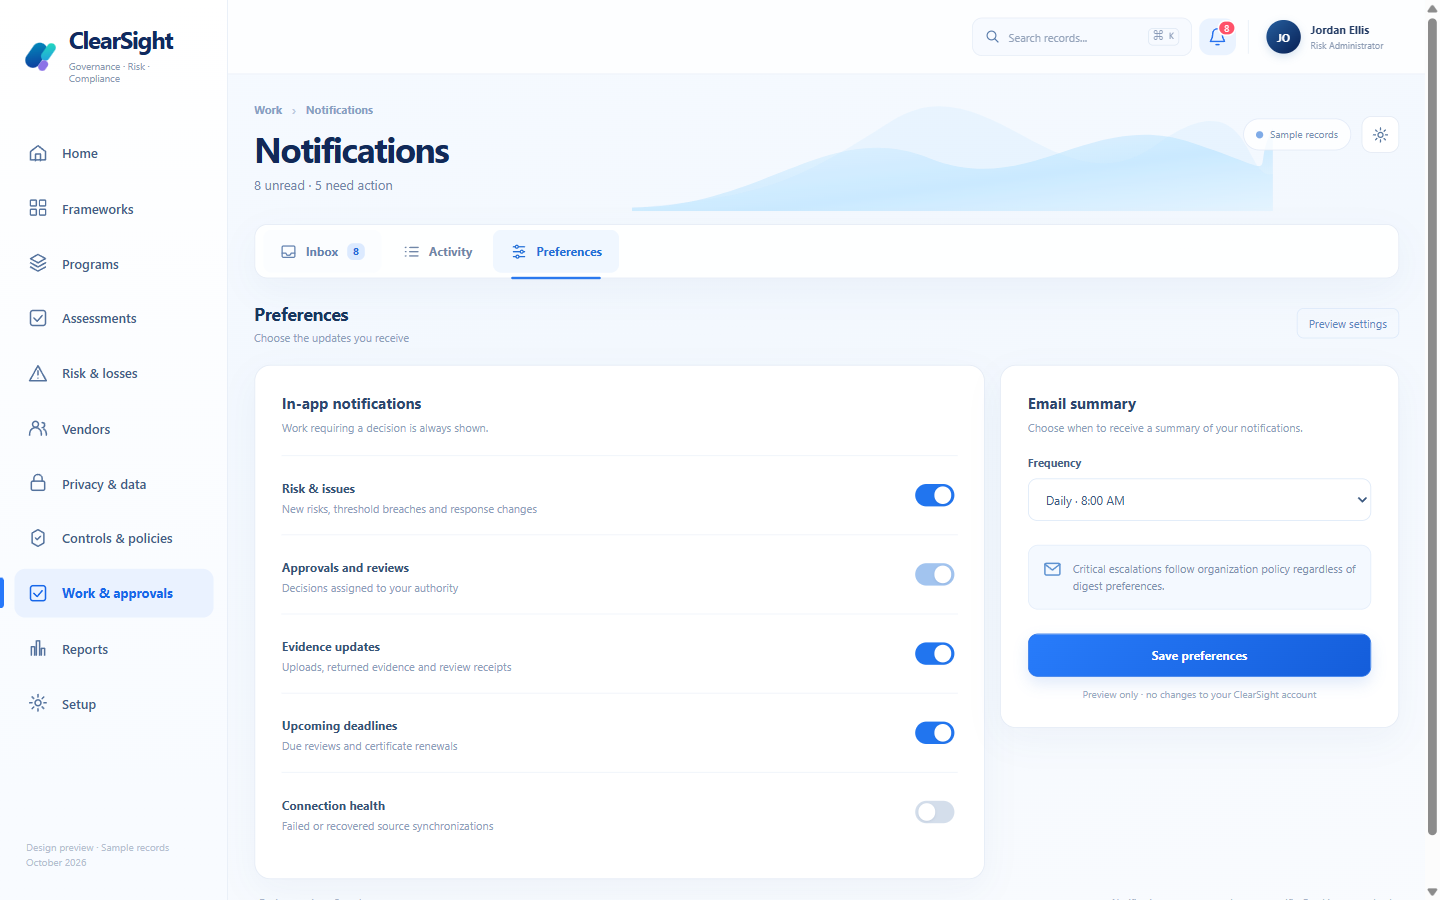 ClearSight
Governance · Risk ·
Compliance
Search records...
⌘ K
8
JO
Jordan Ellis
Risk Administrator
Home
Frameworks
Programs
Assessments
Risk & losses
Vendors
Privacy & data
Controls & policies
Work & approvals
Reports
Setup
Design preview · Sample records
October 2026
Work › Notifications
Notifications
8 unread · 5 need action
Sample records
Inbox 8
Activity
Preferences
Preferences
Choose the updates you receive
Preview settings
In-app notifications
Work requiring a decision is always shown.
Risk & issues
New risks, threshold breaches and response changes
Approvals and reviews
Decisions assigned to your authority
Evidence updates
Uploads, returned evidence and review receipts
Upcoming deadlines
Due reviews and certificate renewals
Connection health
Failed or recovered source synchronizations
Email summary
Choose when to receive a summary of your notifications.
Frequency
Daily · 8:00 AM
Critical escalations follow organization policy regardless of
digest preferences.
Save preferences
Preview only · no changes to your ClearSight account